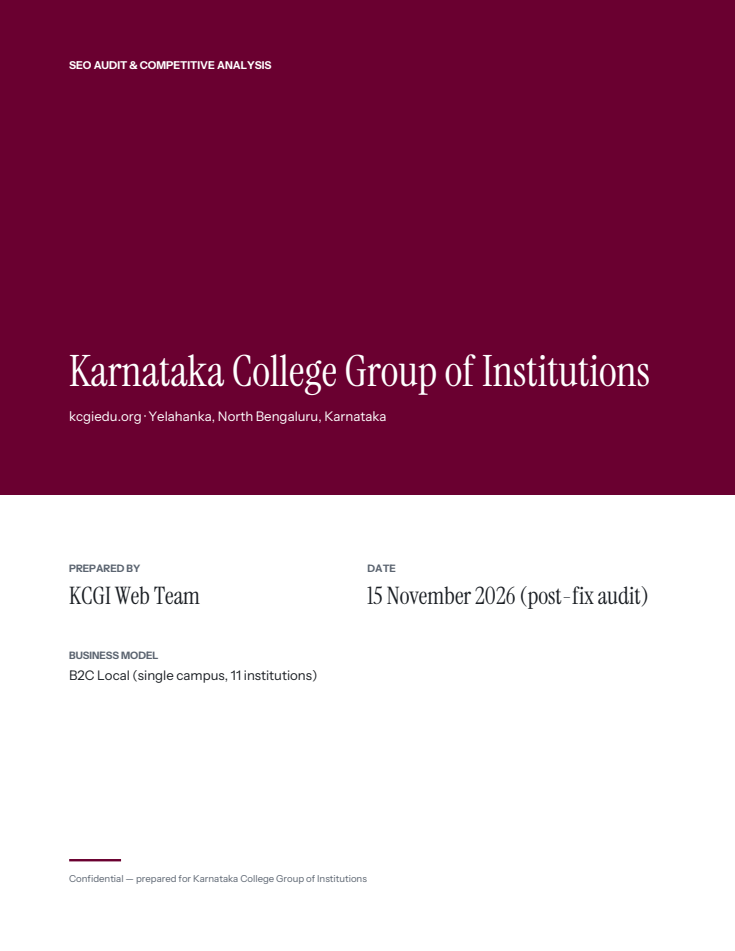 SEO AUDIT & COMPETITIVE ANALYSIS
Karnataka College Group of Institutions
kcgiedu.org · Yelahanka, North Bengaluru, Karnataka
PREPARED BY
KCGI Web Team
DATE
15 November 2026 (post-fix audit)
BUSINESS MODEL
B2C Local (single campus, 11 institutions)
Confidential — prepared for Karnataka College Group of Institutions